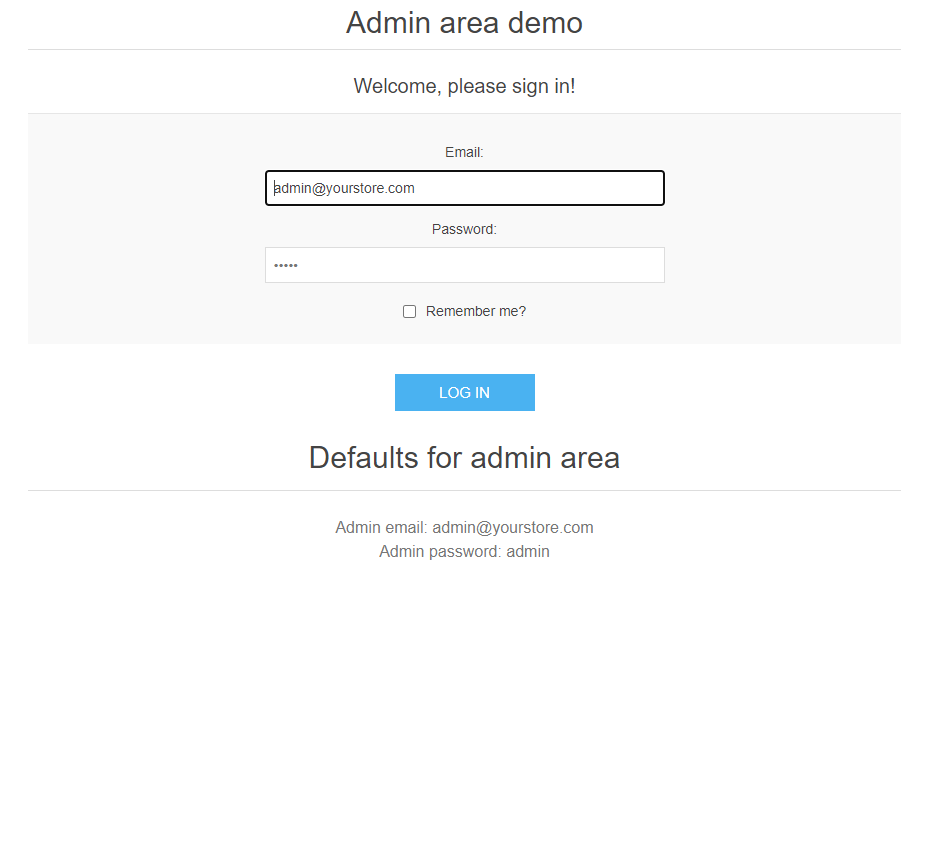 Admin area demo
Welcome, please sign in!
Email:
admin@yourstore.com
Password:
•••••
Remember me?
LOG IN
Defaults for admin area
Admin email: admin@yourstore.com
Admin password: admin